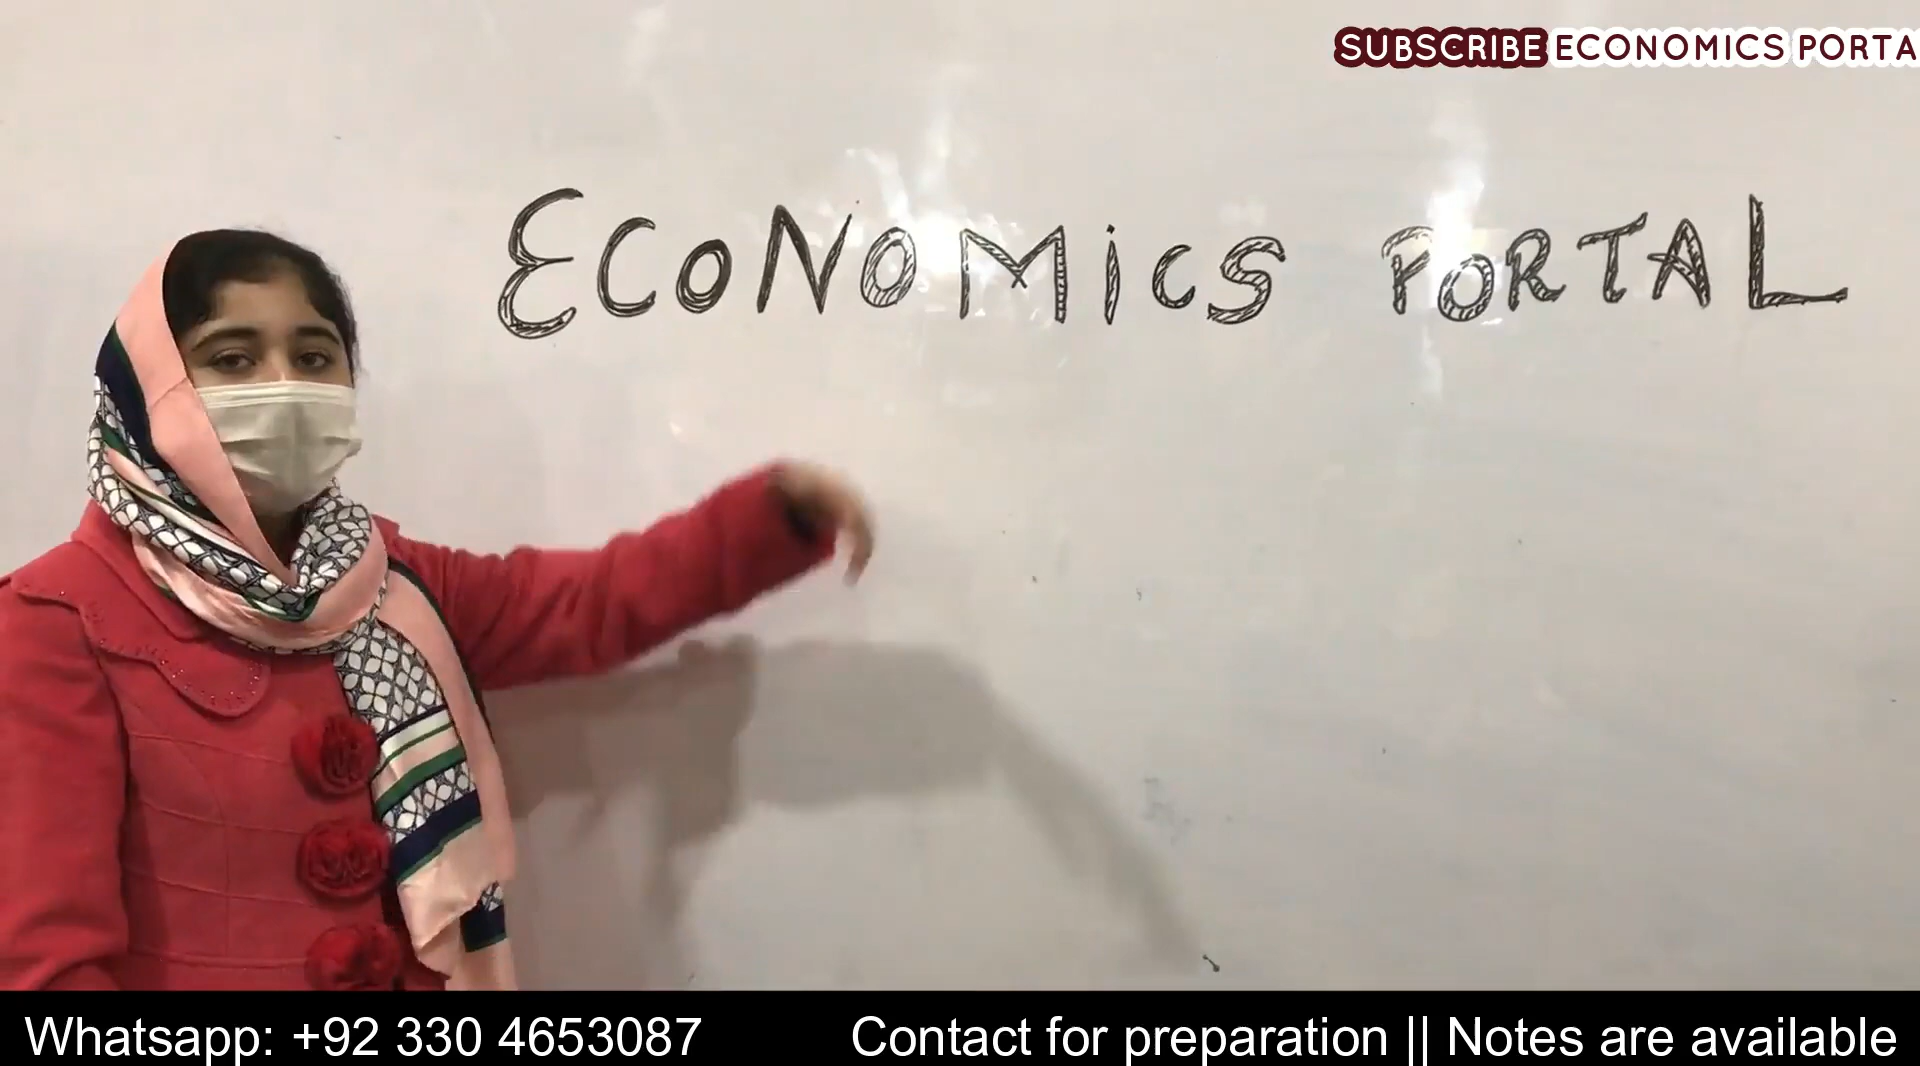 SUBSCRIBE ECONOMICS PORTA
ECONOMiCS PORTAL
Whatsapp: +92 330 4653087 Contact for preparation || Notes are available